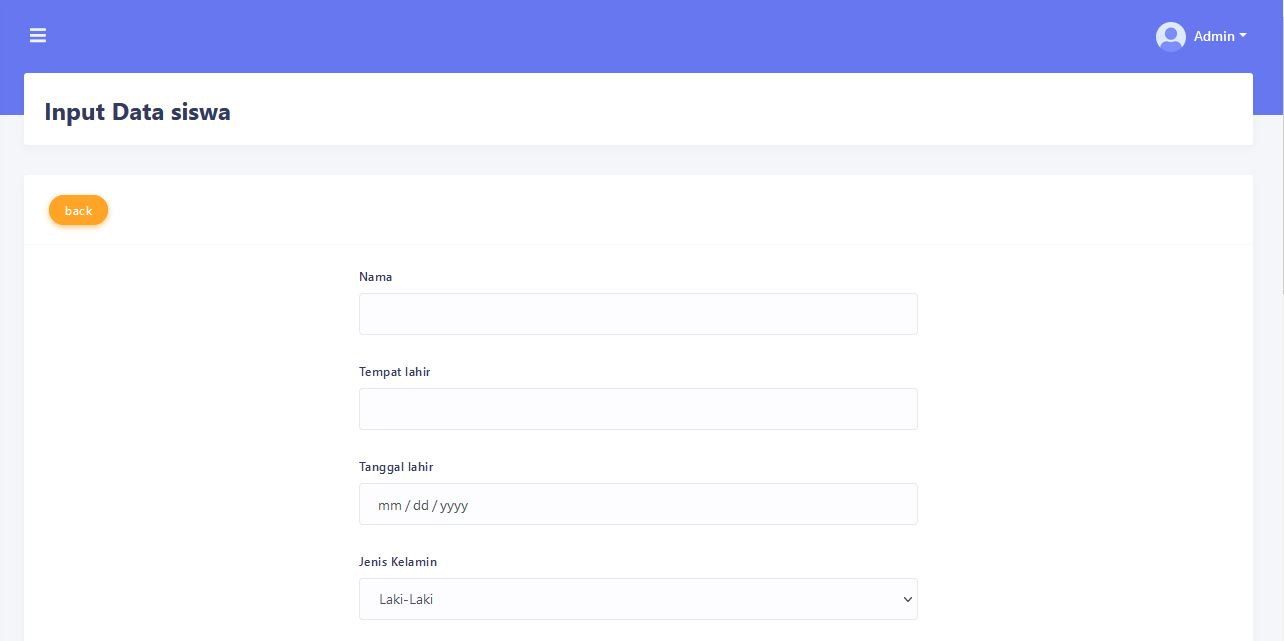 Admin
Input Data siswa
back
Nama
Tempat lahir
Tanggal lahir
mm / dd / yyyy
Jenis Kelamin
Laki-Laki